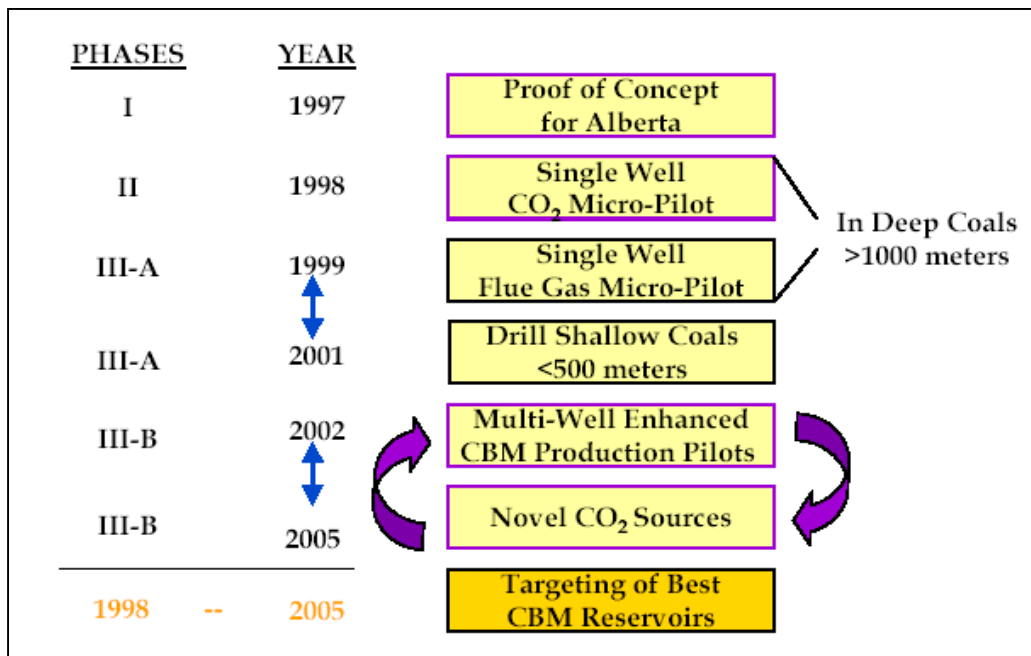 PHASES YEAR
I 1997 Proof of Concept
for Alberta
II 1998 Single Well
CO₂ Micro-Pilot
In Deep Coals
>1000 meters
III-A 1999 Single Well
Flue Gas Micro-Pilot
III-A 2001 Drill Shallow Coals
<500 meters
III-B 2002 Multi-Well Enhanced
CBM Production Pilots
III-B 2005 Novel CO₂ Sources
1998 -- 2005 Targeting of Best
CBM Reservoirs